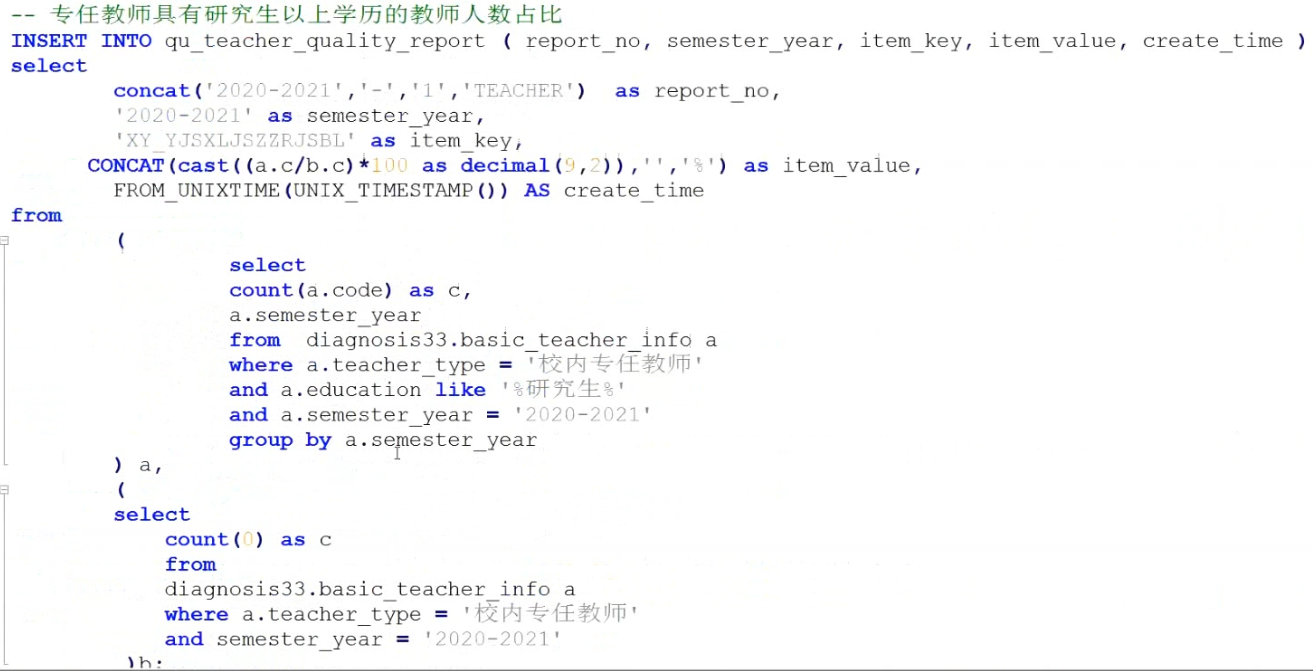 -- 专任教师具有研究生以上学历的教师人数占比
INSERT INTO qu_teacher_quality_report ( report_no, semester_year, item_key, item_value, create_time )
select
concat('2020-2021','-','1','TEACHER') as report_no,
'2020-2021' as semester_year,
'XY_YJSXLJSZZRJSBL' as item_key,
CONCAT(cast((a.c/b.c)*100 as decimal(9,2)),'','%') as item_value,
FROM_UNIXTIME(UNIX_TIMESTAMP()) AS create_time
from
(
select
count(a.code) as c,
a.semester_year
from diagnosis33.basic_teacher_info a
where a.teacher_type = '校内专任教师'
and a.education like '%研究生%'
and a.semester_year = '2020-2021'
group by a.semester_year
) a,
(
select
count(0) as c
from
diagnosis33.basic_teacher_info a
where a.teacher_type = '校内专任教师'
and semester_year = '2020-2021'
)b;